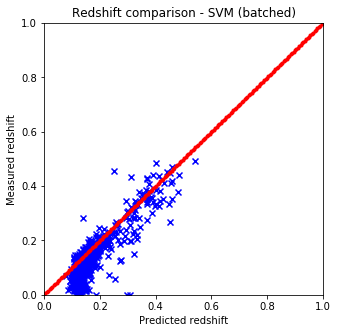 Redshift comparison - SVM (batched)
1.0
0.8
0.6
0.4
0.2
0.0
Measured redshift
0.0 0.2 0.4 0.6 0.8 1.0
Predicted redshift